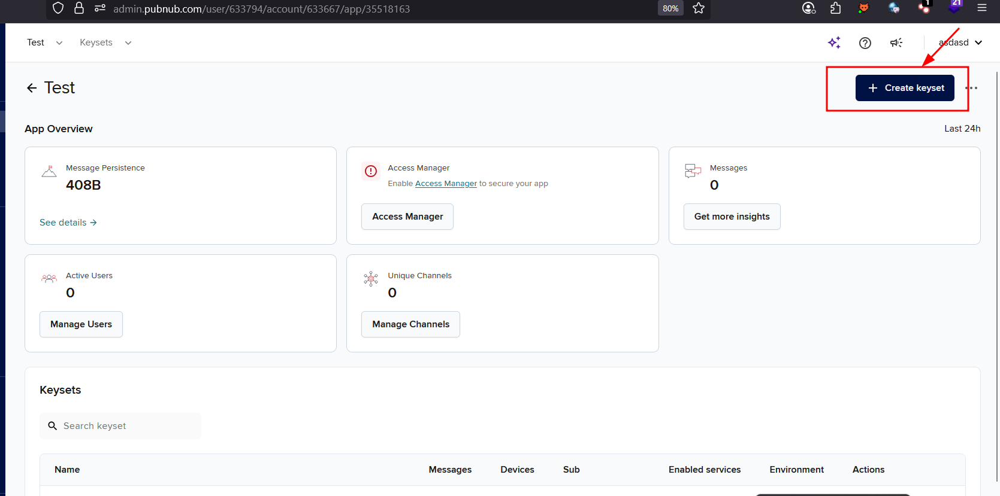 admin.pubnub.com/user/633794/account/633667/app/35518163
80%
1
21
Test
Keysets
asdasd
Test
Create keyset
App Overview
Last 24h
Message Persistence
408B
See details
Access Manager
Enable Access Manager to secure your app
Access Manager
Messages
0
Get more insights
Active Users
0
Manage Users
Unique Channels
0
Manage Channels
Keysets
Search keyset
Name Messages Devices Sub Enabled services Environment Actions